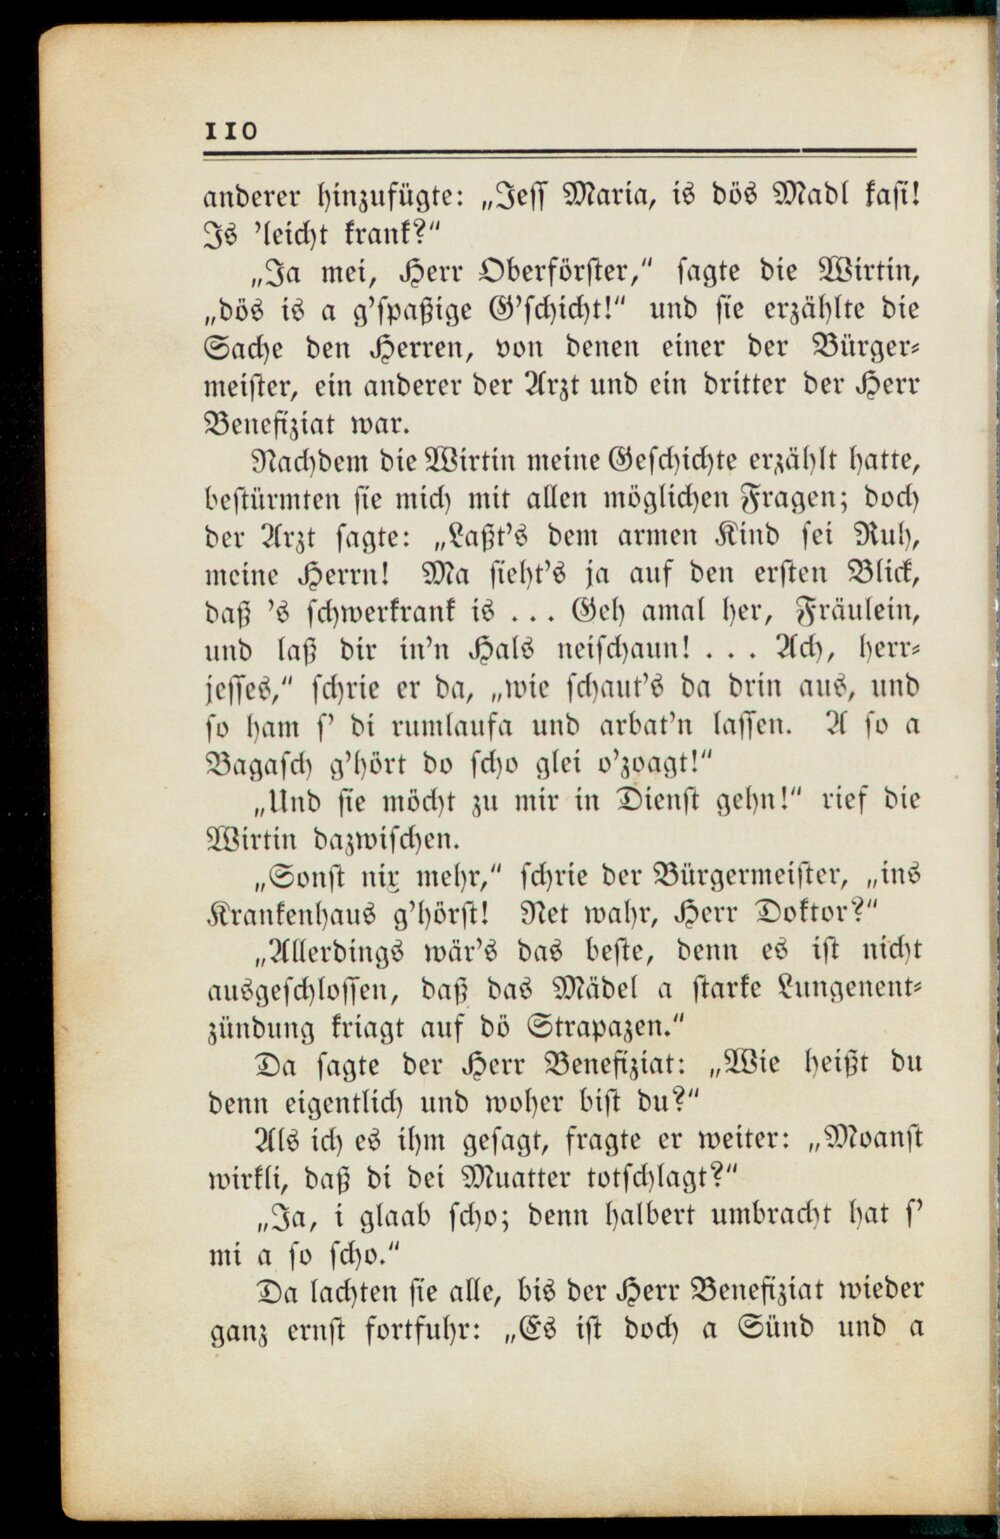 110
anderer hinzufügte: „Jess Maria, is dös Madl kasi!
Is ’leicht krank?“
„Ja mei, Herr Oberförster,“ sagte die Wirtin,
„dös is a g’spaßige G’schicht!“ und sie erzählte die
Sache den Herren, von denen einer der Bürger-
meister, ein anderer der Arzt und ein dritter der Herr
Benefiziat war.
Nachdem die Wirtin meine Geschichte erzählt hatte,
bestürmten sie mich mit allen möglichen Fragen; doch
der Arzt sagte: „Laßt’s dem armen Kind sei Ruh,
meine Herrn! Ma sieht’s ja auf den ersten Blick,
daß ’s schwerkrank is . . . Geh amal her, Fräulein,
und laß dir in’n Hals neischaun! . . . Ach, herr-
jesses,“ schrie er da, „wie schaut’s da drin aus, und
so ham s’ di rumlaufa und arbat’n lassen. A so a
Bagasch g’hört do scho glei o’zoagt!“
„Und sie möcht zu mir in Dienst gehn!“ rief die
Wirtin dazwischen.
„Sonst nix mehr,“ schrie der Bürgermeister, „ins
Krankenhaus g’hörst! Net wahr, Herr Doktor?“
„Allerdings wär’s das beste, denn es ist nicht
ausgeschlossen, daß das Mädel a starke Lungenent-
zündung kriagt auf dö Strapazen.“
Da sagte der Herr Benefiziat: „Wie heißt du
denn eigentlich und woher bist du?“
Als ich es ihm gesagt, fragte er weiter: „Moanst
wirkli, daß di dei Muatter totschlagt?“
„Ja, i glaab scho; denn halbert umbracht hat s’
mi a so scho.“
Da lachten sie alle, bis der Herr Benefiziat wieder
ganz ernst fortfuhr: „Es ist doch a Sünd und a